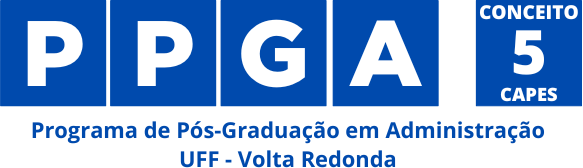 PPGA
CONCEITO
5
CAPES
Programa de Pós-Graduação em Administração
UFF - Volta Redonda